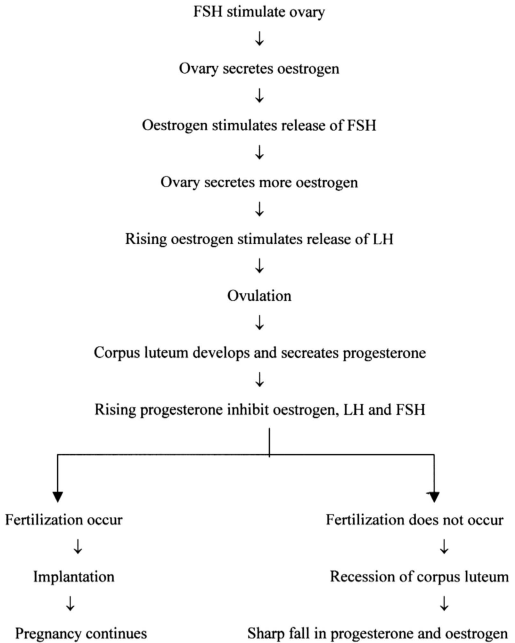 FSH stimulate ovary
↓
Ovary secretes oestrogen
↓
Oestrogen stimulates release of FSH
↓
Ovary secretes more oestrogen
↓
Rising oestrogen stimulates release of LH
↓
Ovulation
↓
Corpus luteum develops and secreates progesterone
↓
Rising progesterone inhibit oestrogen, LH and FSH
Fertilization occur
↓
Implantation
↓
Pregnancy continues
Fertilization does not occur
↓
Recession of corpus luteum
↓
Sharp fall in progesterone and oestrogen